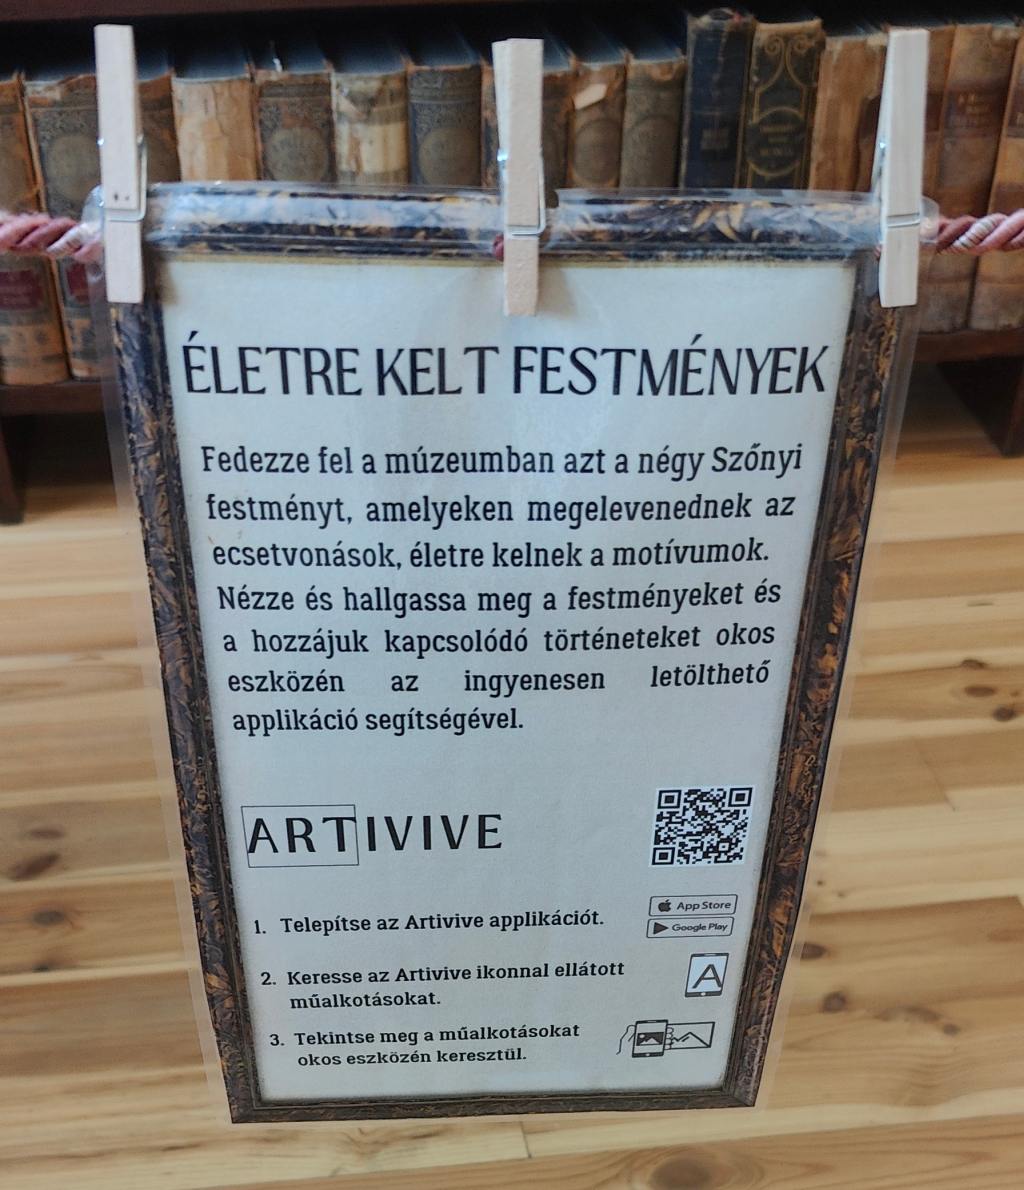 ÉLETRE KELT FESTMÉNYEK
Fedezze fel a múzeumban azt a négy Szőnyi
festményt, amelyeken megelevenednek az
ecsetvonások, életre kelnek a motívumok.
Nézze és hallgassa meg a festményeket és
a hozzájuk kapcsolódó történeteket okos
eszközén az ingyenesen letölthető
applikáció segítségével.
ARTIVIVE
1. Telepítse az Artivive applikációt.
App Store
Google Play
2. Keresse az Artivive ikonnal ellátott
műalkotásokat.
A
3. Tekintse meg a műalkotásokat
okos eszközén keresztül.